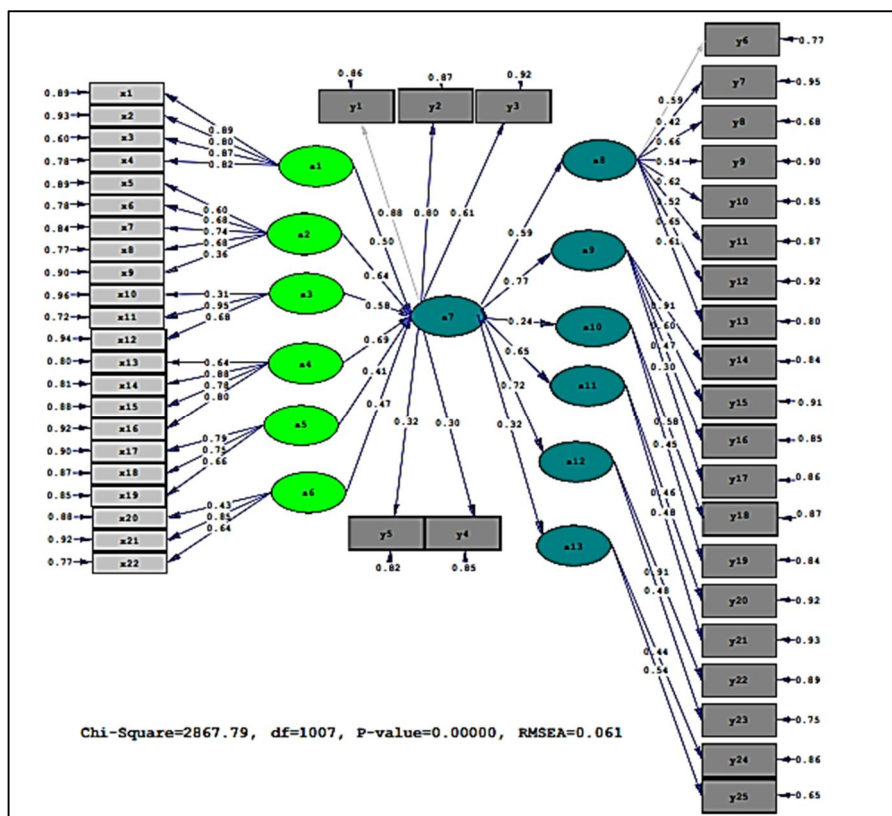 0.89 x1
0.93 x2
0.60 x3
0.78 x4
0.89 x5
0.78 x6
0.84 x7
0.77 x8
0.90 x9
0.96 x10
0.72 x11
0.94 x12
0.80 x13
0.81 x14
0.88 x15
0.92 x16
0.90 x17
0.87 x18
0.85 x19
0.88 x20
0.92 x21
0.77 x22
0.89
0.80
0.87
0.82
0.60
0.68
0.74
0.68
0.36
0.31
0.95
0.68
0.64
0.88
0.78
0.80
0.79
0.75
0.66
0.43
0.85
0.64
a1
a2
a3
a4
a5
a6
0.50
0.64
0.58
0.69
0.41
0.47
0.86 0.87 0.92
y1 y2 y3
0.88 0.80 0.61
a7
0.32 0.30
y5 y4
0.82 0.85
0.59
0.77
0.24
0.65
0.72
0.32
a8
a9
a10
a11
a12
a13
0.59
0.42
0.66
0.54
0.62
0.52
0.65
0.61
0.91
0.60
0.47
0.30
0.58
0.45
0.46
0.48
0.91
0.48
0.44
0.54
y6 0.77
y7 0.95
y8 0.68
y9 0.90
y10 0.85
y11 0.87
y12 0.92
y13 0.80
y14 0.84
y15 0.91
y16 0.85
y17 0.86
y18 0.87
y19 0.84
y20 0.92
y21 0.93
y22 0.89
y23 0.75
y24 0.86
y25 0.65
Chi-Square=2867.79, df=1007, P-value=0.00000, RMSEA=0.061